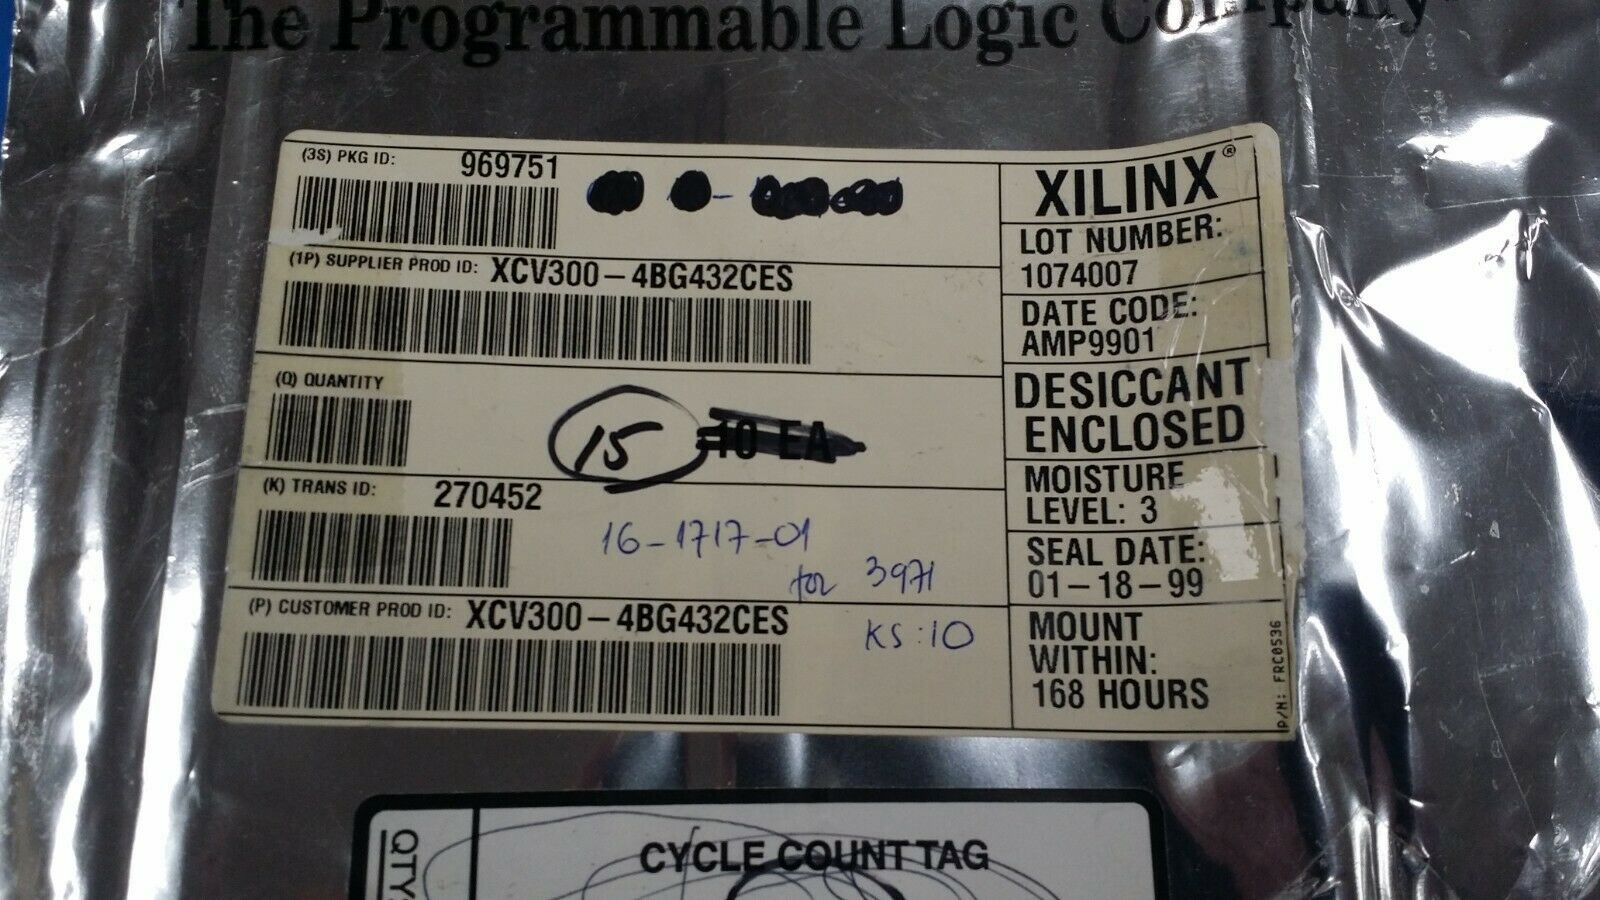 The Programmable Logic Company
(3S) PKG ID: 969751
(1P) SUPPLIER PROD ID: XCV300-4BG432CES
(Q) QUANTITY
15 10 EA
(K) TRANS ID: 270452
16-1717-01
for 3971
(P) CUSTOMER PROD ID: XCV300-4BG432CES
KS:10
XILINX®
LOT NUMBER:
1074007
DATE CODE:
AMP9901
DESICCANT
ENCLOSED
MOISTURE
LEVEL: 3
SEAL DATE:
01-18-99
MOUNT
WITHIN:
168 HOURS
P/N: FRC0536
CYCLE COUNT TAG
QTY